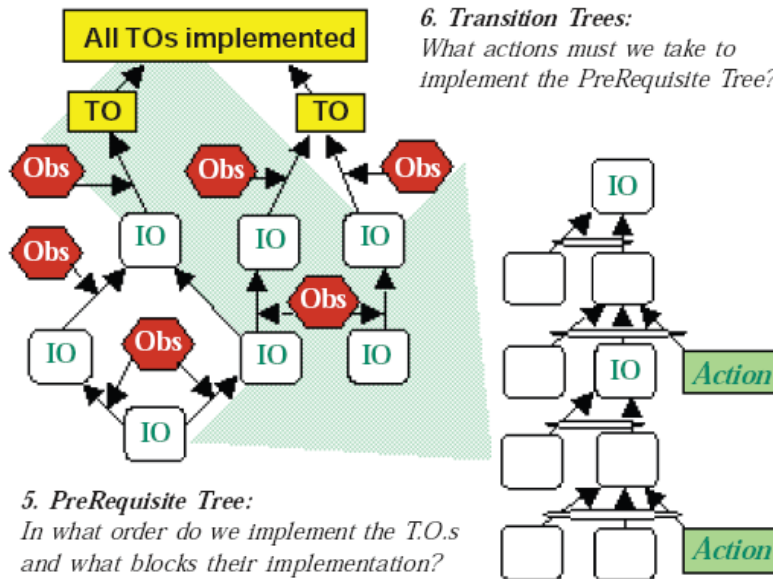 All TOs implemented
6. Transition Trees:
What actions must we take to
implement the PreRequisite Tree?
TO
TO
Obs
Obs
Obs
IO
Obs
IO
IO
IO
Obs
IO
Obs
IO
IO
IO
Action
IO
IO
Action
5. PreRequisite Tree:
In what order do we implement the T.O.s
and what blocks their implementation?